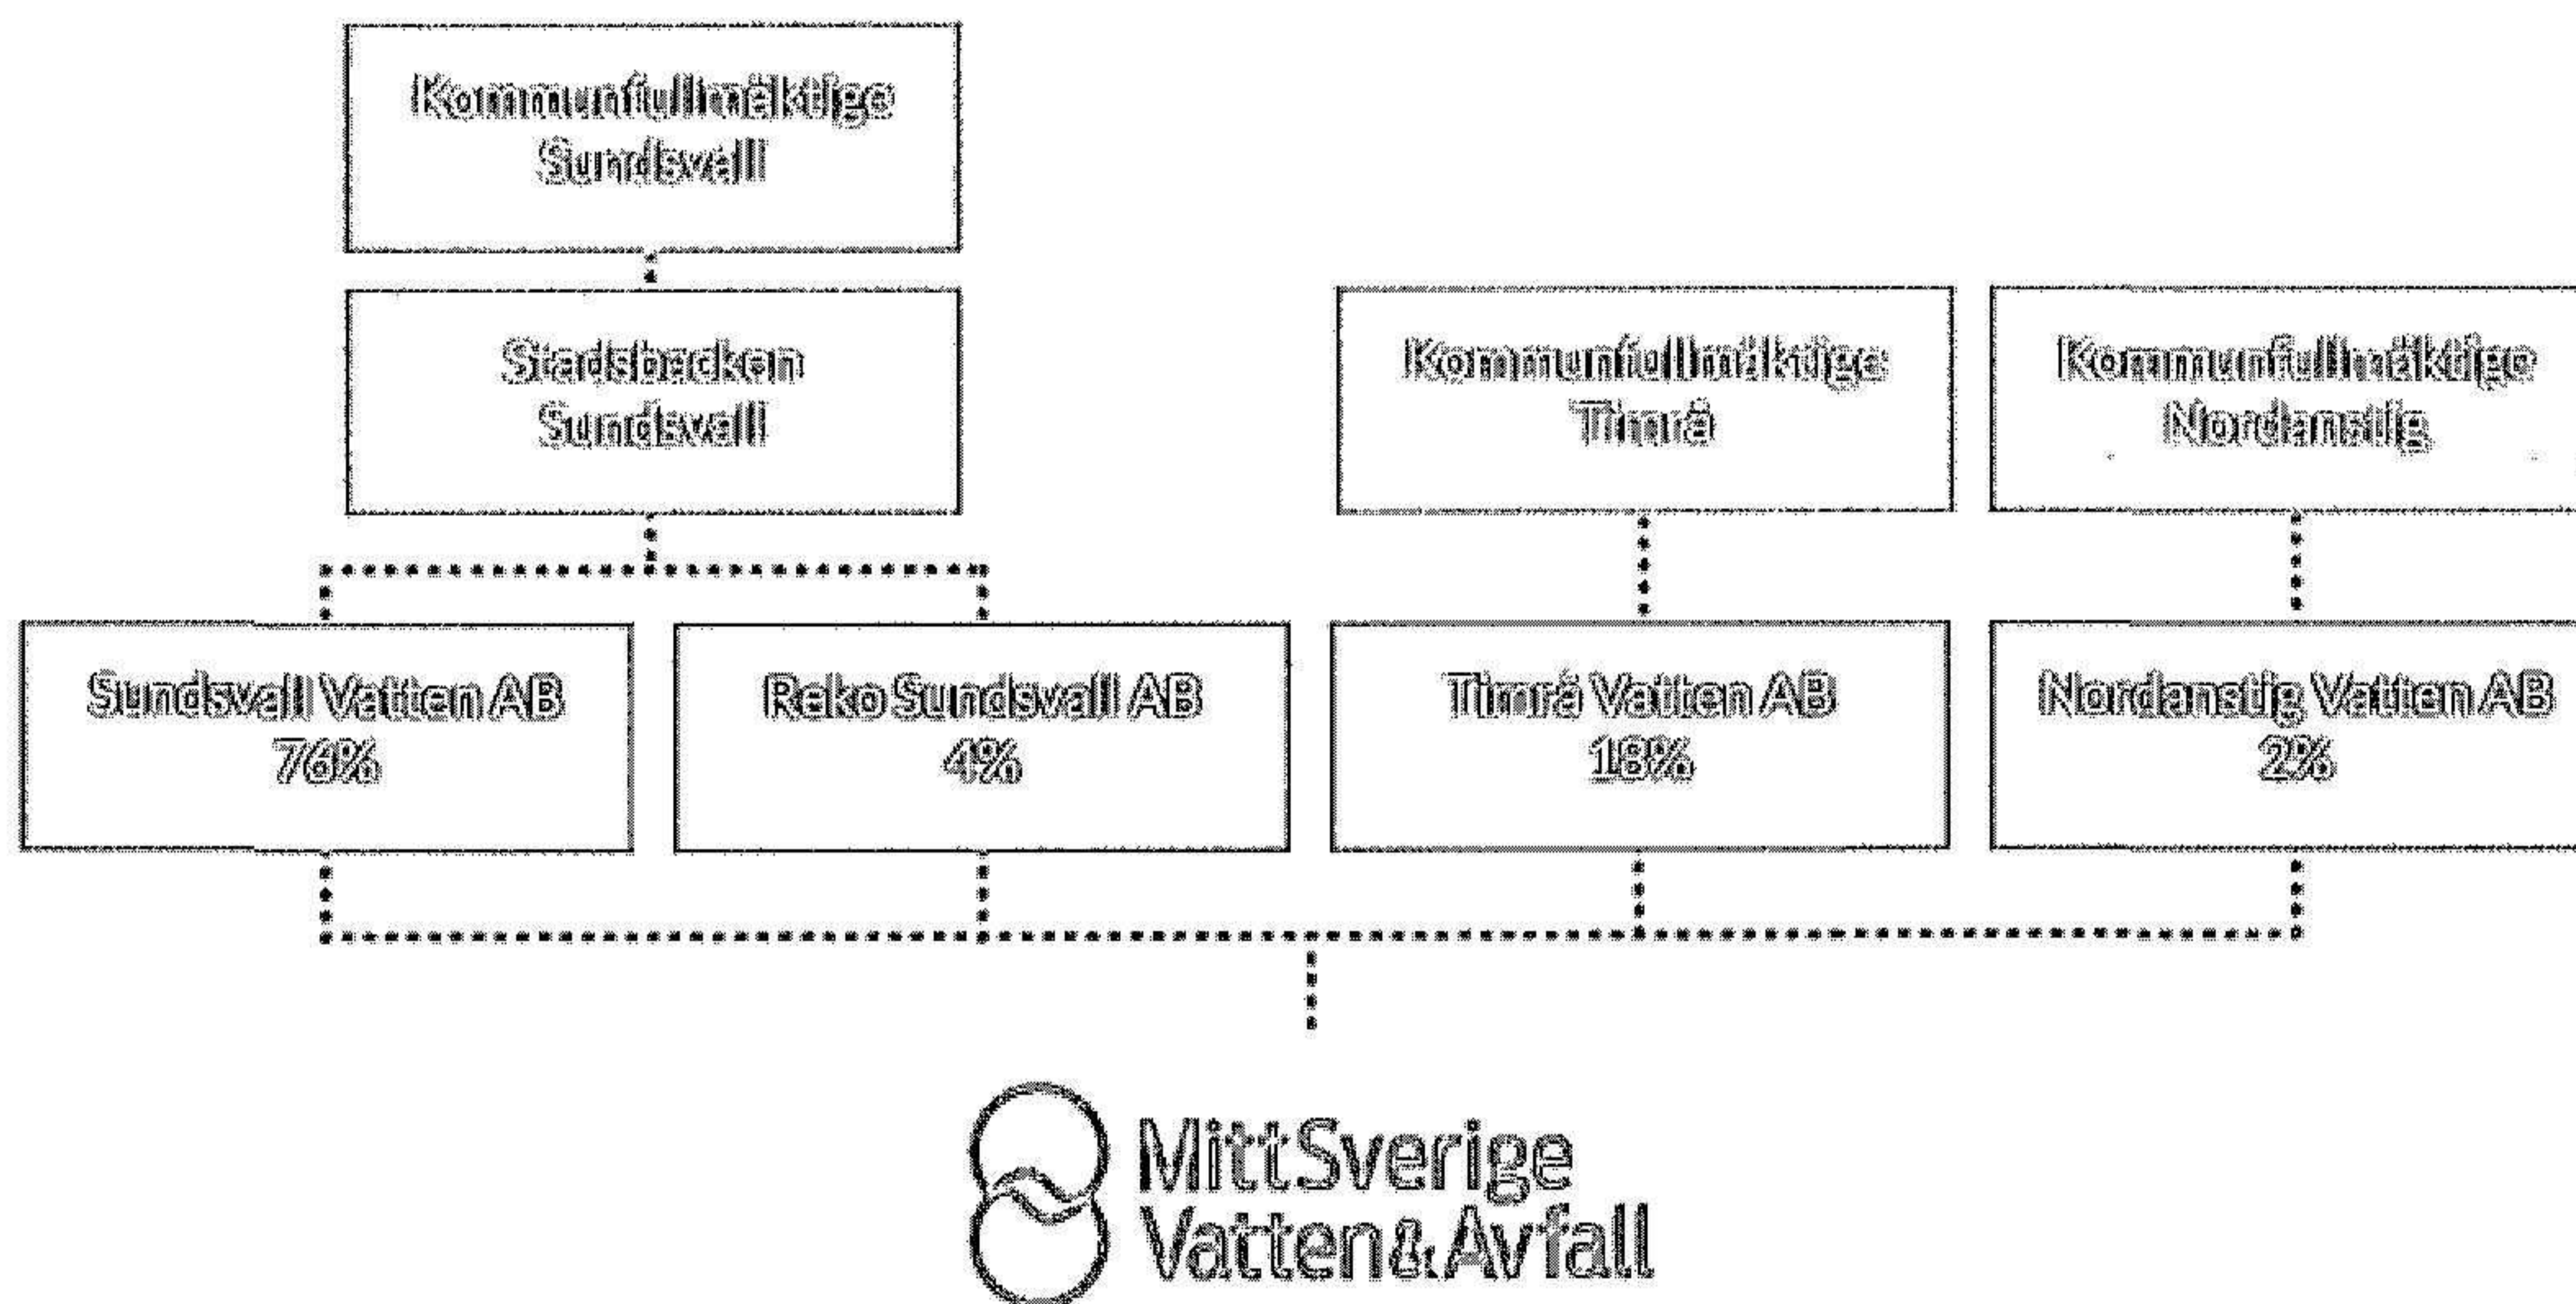 Kommunfullmäktige
Sundsvall
Stadsbacken
Sundsvall
Kommunfullmäktige
Timrå
Kommunfullmäktige
Nordanstig
Sundsvall Vatten AB
76%
Reko Sundsvall AB
4%
Timrå Vatten AB
18%
Nordanstig Vatten AB
2%
MittSverige
Vatten&Avfall